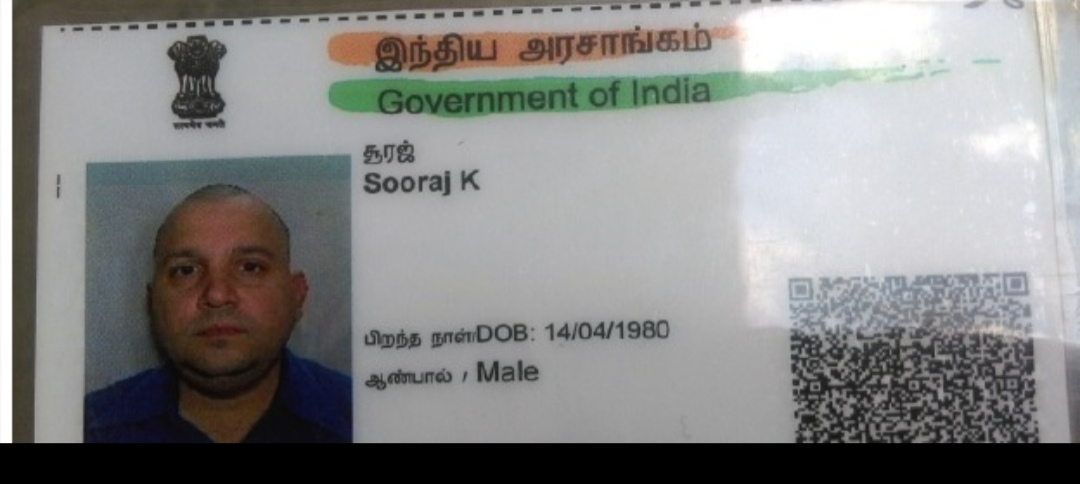 இந்திய அரசாங்கம்
Government of India
சூரஜ்
Sooraj K
பிறந்த நாள்/DOB: 14/04/1980
ஆண்பால் / Male